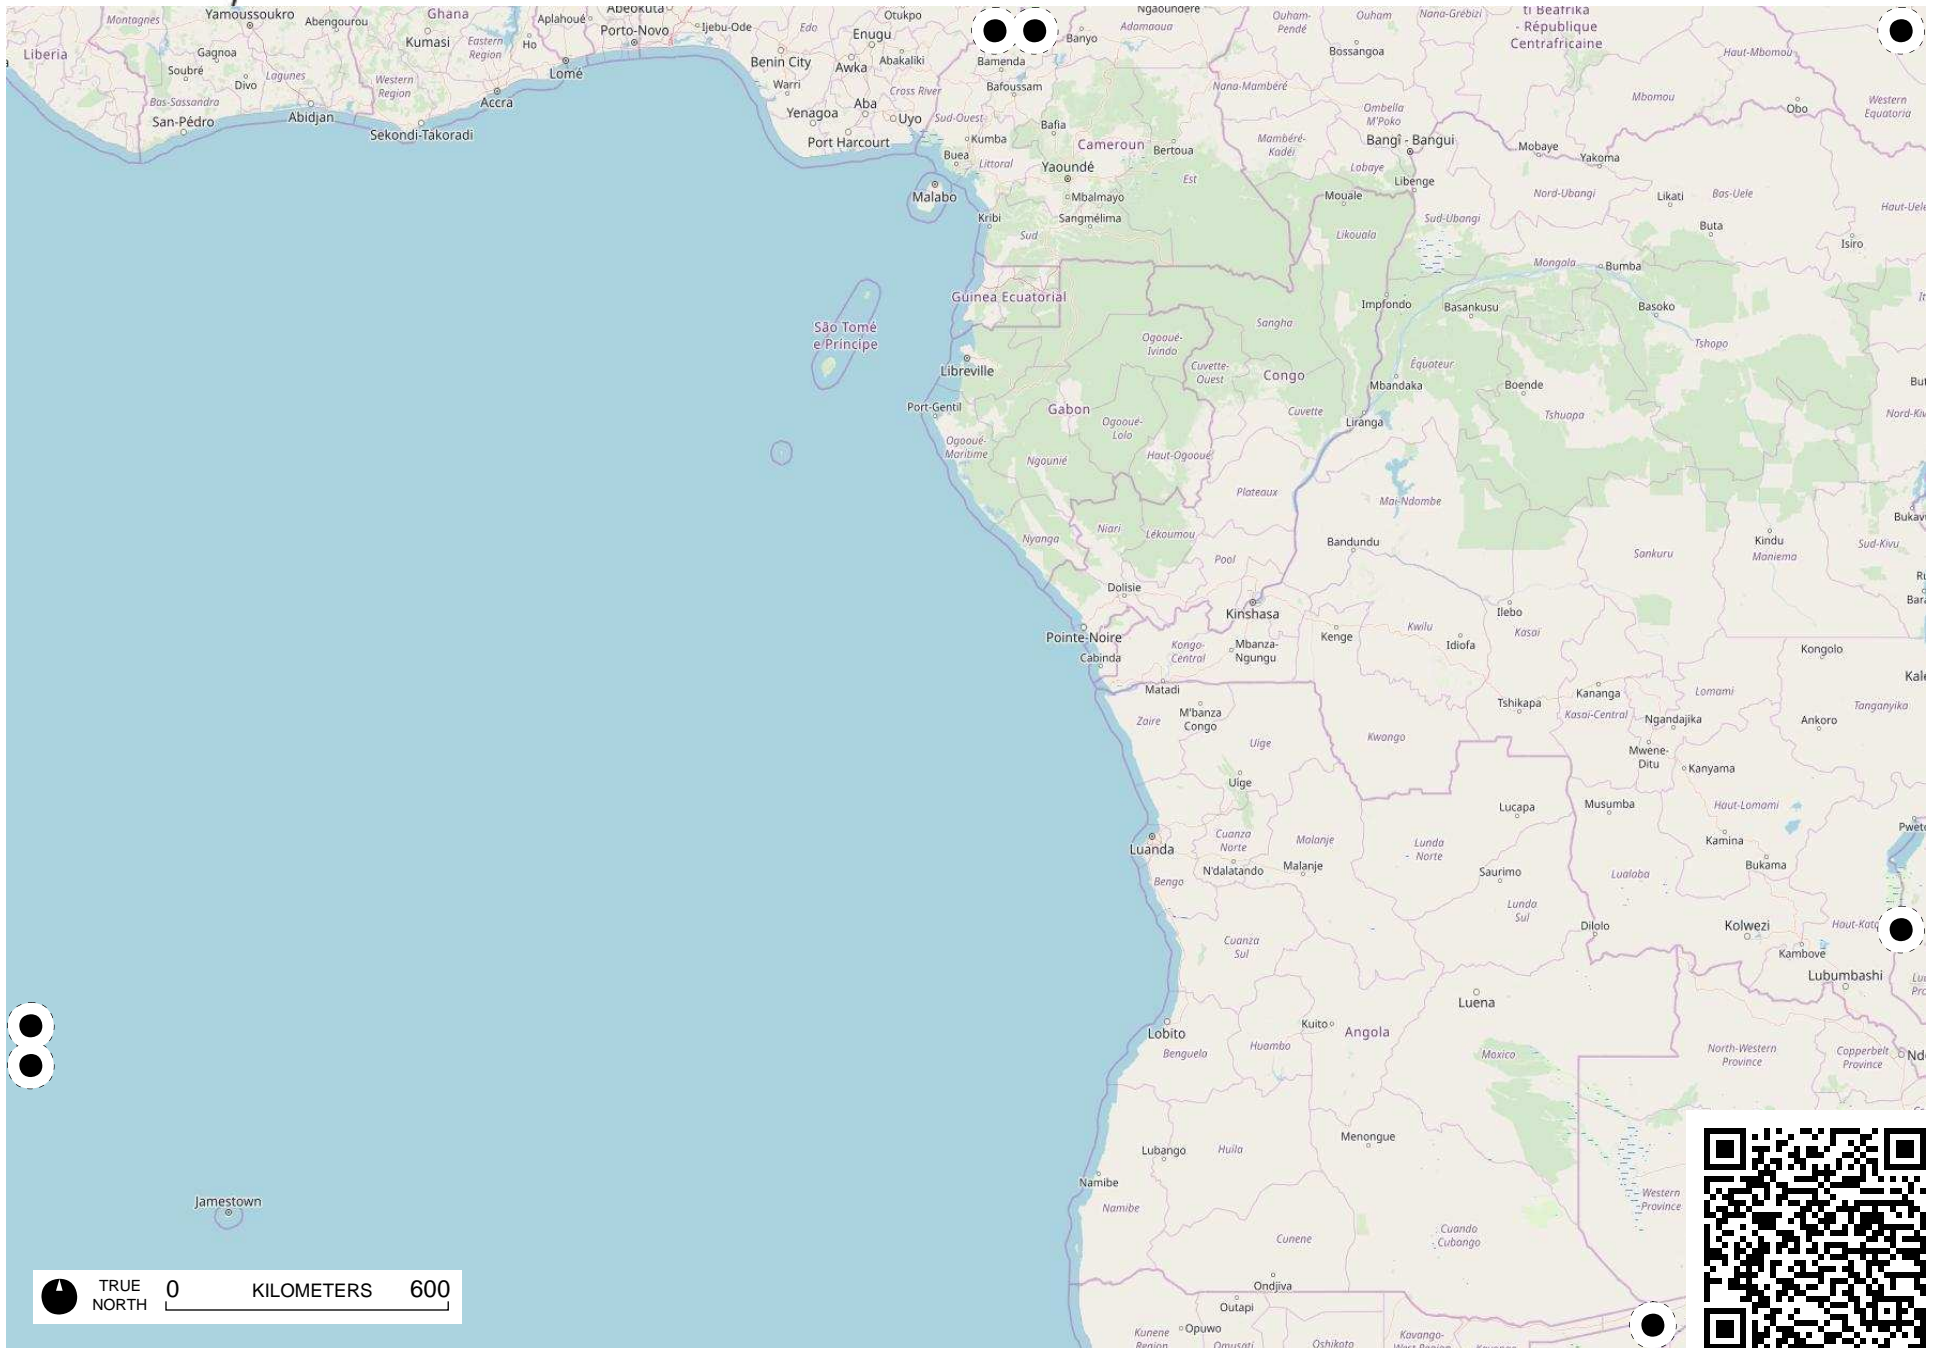 Montagnes
Yamoussoukro
Abengourou
Ghana
Aplahoué
Abeokuta
Ijebu-Ode
Edo
Otukpo
Ngaoundéré
Adamaoua
Ouham-
Pendé
Ouham
Nana-Grébizi
ti Bêafrîka
- République
Centrafricaine
Liberia
Gagnoa
Kumasi
Eastern
Region
Ho
Porto-Novo
Enugu
Banyo
Bossangoa
Haut-Mbomou
Soubré
Divo
Lagunes
Western
Region
Lomé
Benin City
Awka
Abakaliki
Bamenda
Bas-Sassandra
San-Pédro
Abidjan
Accra
Warri
Cross River
Bafoussam
Nana-Mambéré
Mbomou
Obo
Western
Equatoria
Sekondi-Takoradi
Yenagoa
Aba
Uyo
Sud-Ouest
Bafia
Ombella
M'Poko
Port Harcourt
Kumba
Cameroun
Bertoua
Mambéré-
Kadéï
Bangî - Bangui
Mobaye
Yakoma
Buea
Littoral
Yaoundé
Lobaye
Est
Libenge
Malabo
Mbalmayo
Mouale
Nord-Ubangi
Likati
Bas-Uele
Haut-Uele
Kribi
Sangmélima
Sud-Ubangi
Buta
Sud
Likouala
Isiro
Mongala
Bumba
Guinea Ecuatorial
Impfondo
Basankusu
Basoko
São Tomé
e Príncipe
Sangha
Ogooué-
Ivindo
Tshopo
Libreville
Cuvette-
Ouest
Congo
Équateur
Mbandaka
Boende
Port-Gentil
Gabon
Cuvette
Tshuapa
Ogooué-
Lolo
Liranga
Ogooué-
Maritime
Ngounié
Haut-Ogooué
Plateaux
Mai-Ndombe
Nyanga
Niari
Lékoumou
Bandundu
Kindu
Maniema
Sankuru
Sud-Kivu
Pool
Dolisie
Kinshasa
Ilebo
Pointe-Noire
Kongo-
Central
Mbanza-
Ngungu
Kenge
Kwilu
Idiofa
Kasaï
Cabinda
Kongolo
Matadi
Kananga
Lomami
Zaire
M'banza
Congo
Tshikapa
Kasaï-Central
Ngandajika
Ankoro
Tanganyika
Uíge
Kwango
Mwene-
Ditu
Kanyama
Uíge
Lucapa
Musumba
Haut-Lomami
Luanda
Cuanza
Norte
Malanje
Lunda
Norte
Kamina
N'dalatando
Malanje
Saurimo
Bukama
Bengo
Lualaba
Lunda
Sul
Cuanza
Sul
Dilolo
Kolwezi
Kambove
Lubumbashi
Luena
Lobito
Kuito
Angola
Benguela
Huambo
Moxico
North-Western
Province
Copperbelt
Province
Lubango
Huíla
Menongue
Namibe
Namibe
Western
Province
Jamestown
Cunene
Cuando
Cubango
Ondjiva
Outapi
Kunene
Region
Opuwo
Omusati
Oshikoto
Kavango-
West Region
TRUE
NORTH
0 KILOMETERS 600